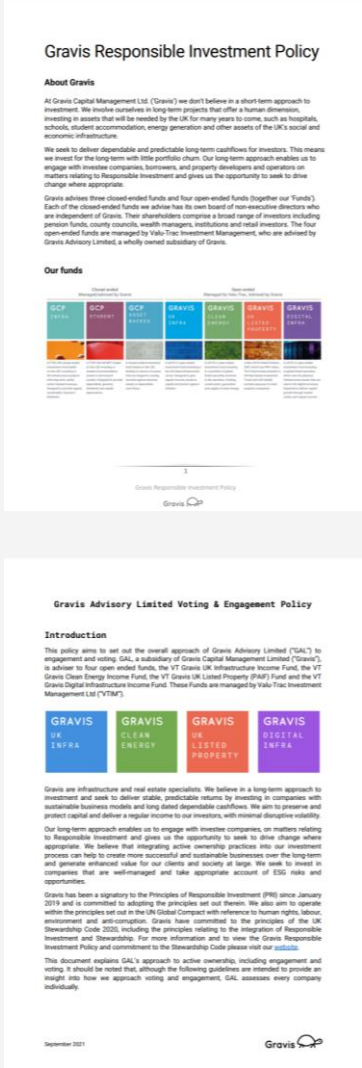 Gravis Responsible Investment Policy
About Gravis
At Gravis Capital Management Ltd. ('Gravis') we don't believe in a short-term approach to
investment. We involve ourselves in long-term projects that offer a human dimension,
investing in assets that will be needed by the UK for many years to come, such as hospitals,
schools, student accommodation, energy generation and other assets of the UK's social and
economic infrastructure.
We seek to deliver dependable and predictable long-term cashflows for investors. This means
we invest for the long-term with little portfolio churn. Our long-term approach enables us to
engage with investee companies, borrowers, and property developers and operators on
matters relating to Responsible Investment and gives us the opportunity to seek to drive
change where appropriate.
Gravis advises three closed-ended funds and four open-ended funds (together our 'Funds').
Each of the closed-ended funds we advise has its own board of non-executive directors who
are independent of Gravis. Their shareholders comprise a broad range of investors including
pension funds, county councils, wealth managers, institutions and retail investors. The four
open-ended funds are managed by Valu-Trac Investment Management, who are advised by
Gravis Advisory Limited, a wholly owned subsidiary of Gravis.
Our funds
Closed-ended
Managed/advised by Gravis
Open-ended
Managed by Valu-Trac, advised by Gravis
GCP
INFRA
GCP
STUDENT
GCP
ASSET
BACKED
GRAVIS
UK
INFRA
GRAVIS
CLEAN
ENERGY
GRAVIS
UK
LISTED
PROPERTY
GRAVIS
DIGITAL
INFRA
Gravis Responsible Investment Policy
Gravis
Gravis Advisory Limited Voting & Engagement Policy
Introduction
This policy aims to set out the overall approach of Gravis Advisory Limited ("GAL") to
engagement and voting. GAL, a subsidiary of Gravis Capital Management Limited ("Gravis"),
is adviser to four open ended funds, the VT Gravis UK Infrastructure Income Fund, the VT
Gravis Clean Energy Income Fund, the VT Gravis UK Listed Property (PAIF) Fund and the VT
Gravis Digital Infrastructure Income Fund. These Funds are managed by Valu-Trac Investment
Management Ltd ("VTIM").
GRAVIS
UK
INFRA
GRAVIS
CLEAN
ENERGY
GRAVIS
UK
LISTED
PROPERTY
GRAVIS
DIGITAL
INFRA
Gravis are infrastructure and real estate specialists. We believe in a long-term approach to
investment and seek to deliver stable, predictable returns by investing in companies with
sustainable business models and long dated dependable cashflows. We aim to preserve and
protect capital and deliver a regular income to our investors, with minimal disruptive volatility.
Our long-term approach enables us to engage with investee companies, on matters relating
to Responsible Investment and gives us the opportunity to seek to drive change where
appropriate. We believe that integrating active ownership practices into our investment
process can help to create more successful and sustainable businesses over the long-term
and generate enhanced value for our clients and society at large. We seek to invest in
companies that are well-managed and take appropriate account of ESG risks and
opportunities.
Gravis has been a signatory to the Principles of Responsible Investment (PRI) since January
2019 and is committed to adopting the principles set out therein. We also aim to operate
within the principles set out in the UN Global Compact with reference to human rights, labour,
environment and anti-corruption. Gravis have committed to the principles of the UK
Stewardship Code 2020, including the principles relating to the integration of Responsible
Investment and Stewardship. For more information and to view the Gravis Responsible
Investment Policy and commitment to the Stewardship Code please visit our website.
This document explains GAL's approach to active ownership, including engagement and
voting. It should be noted that, although the following guidelines are intended to provide an
insight into how we approach voting and engagement, GAL assesses every company
individually.
September 2021
Gravis